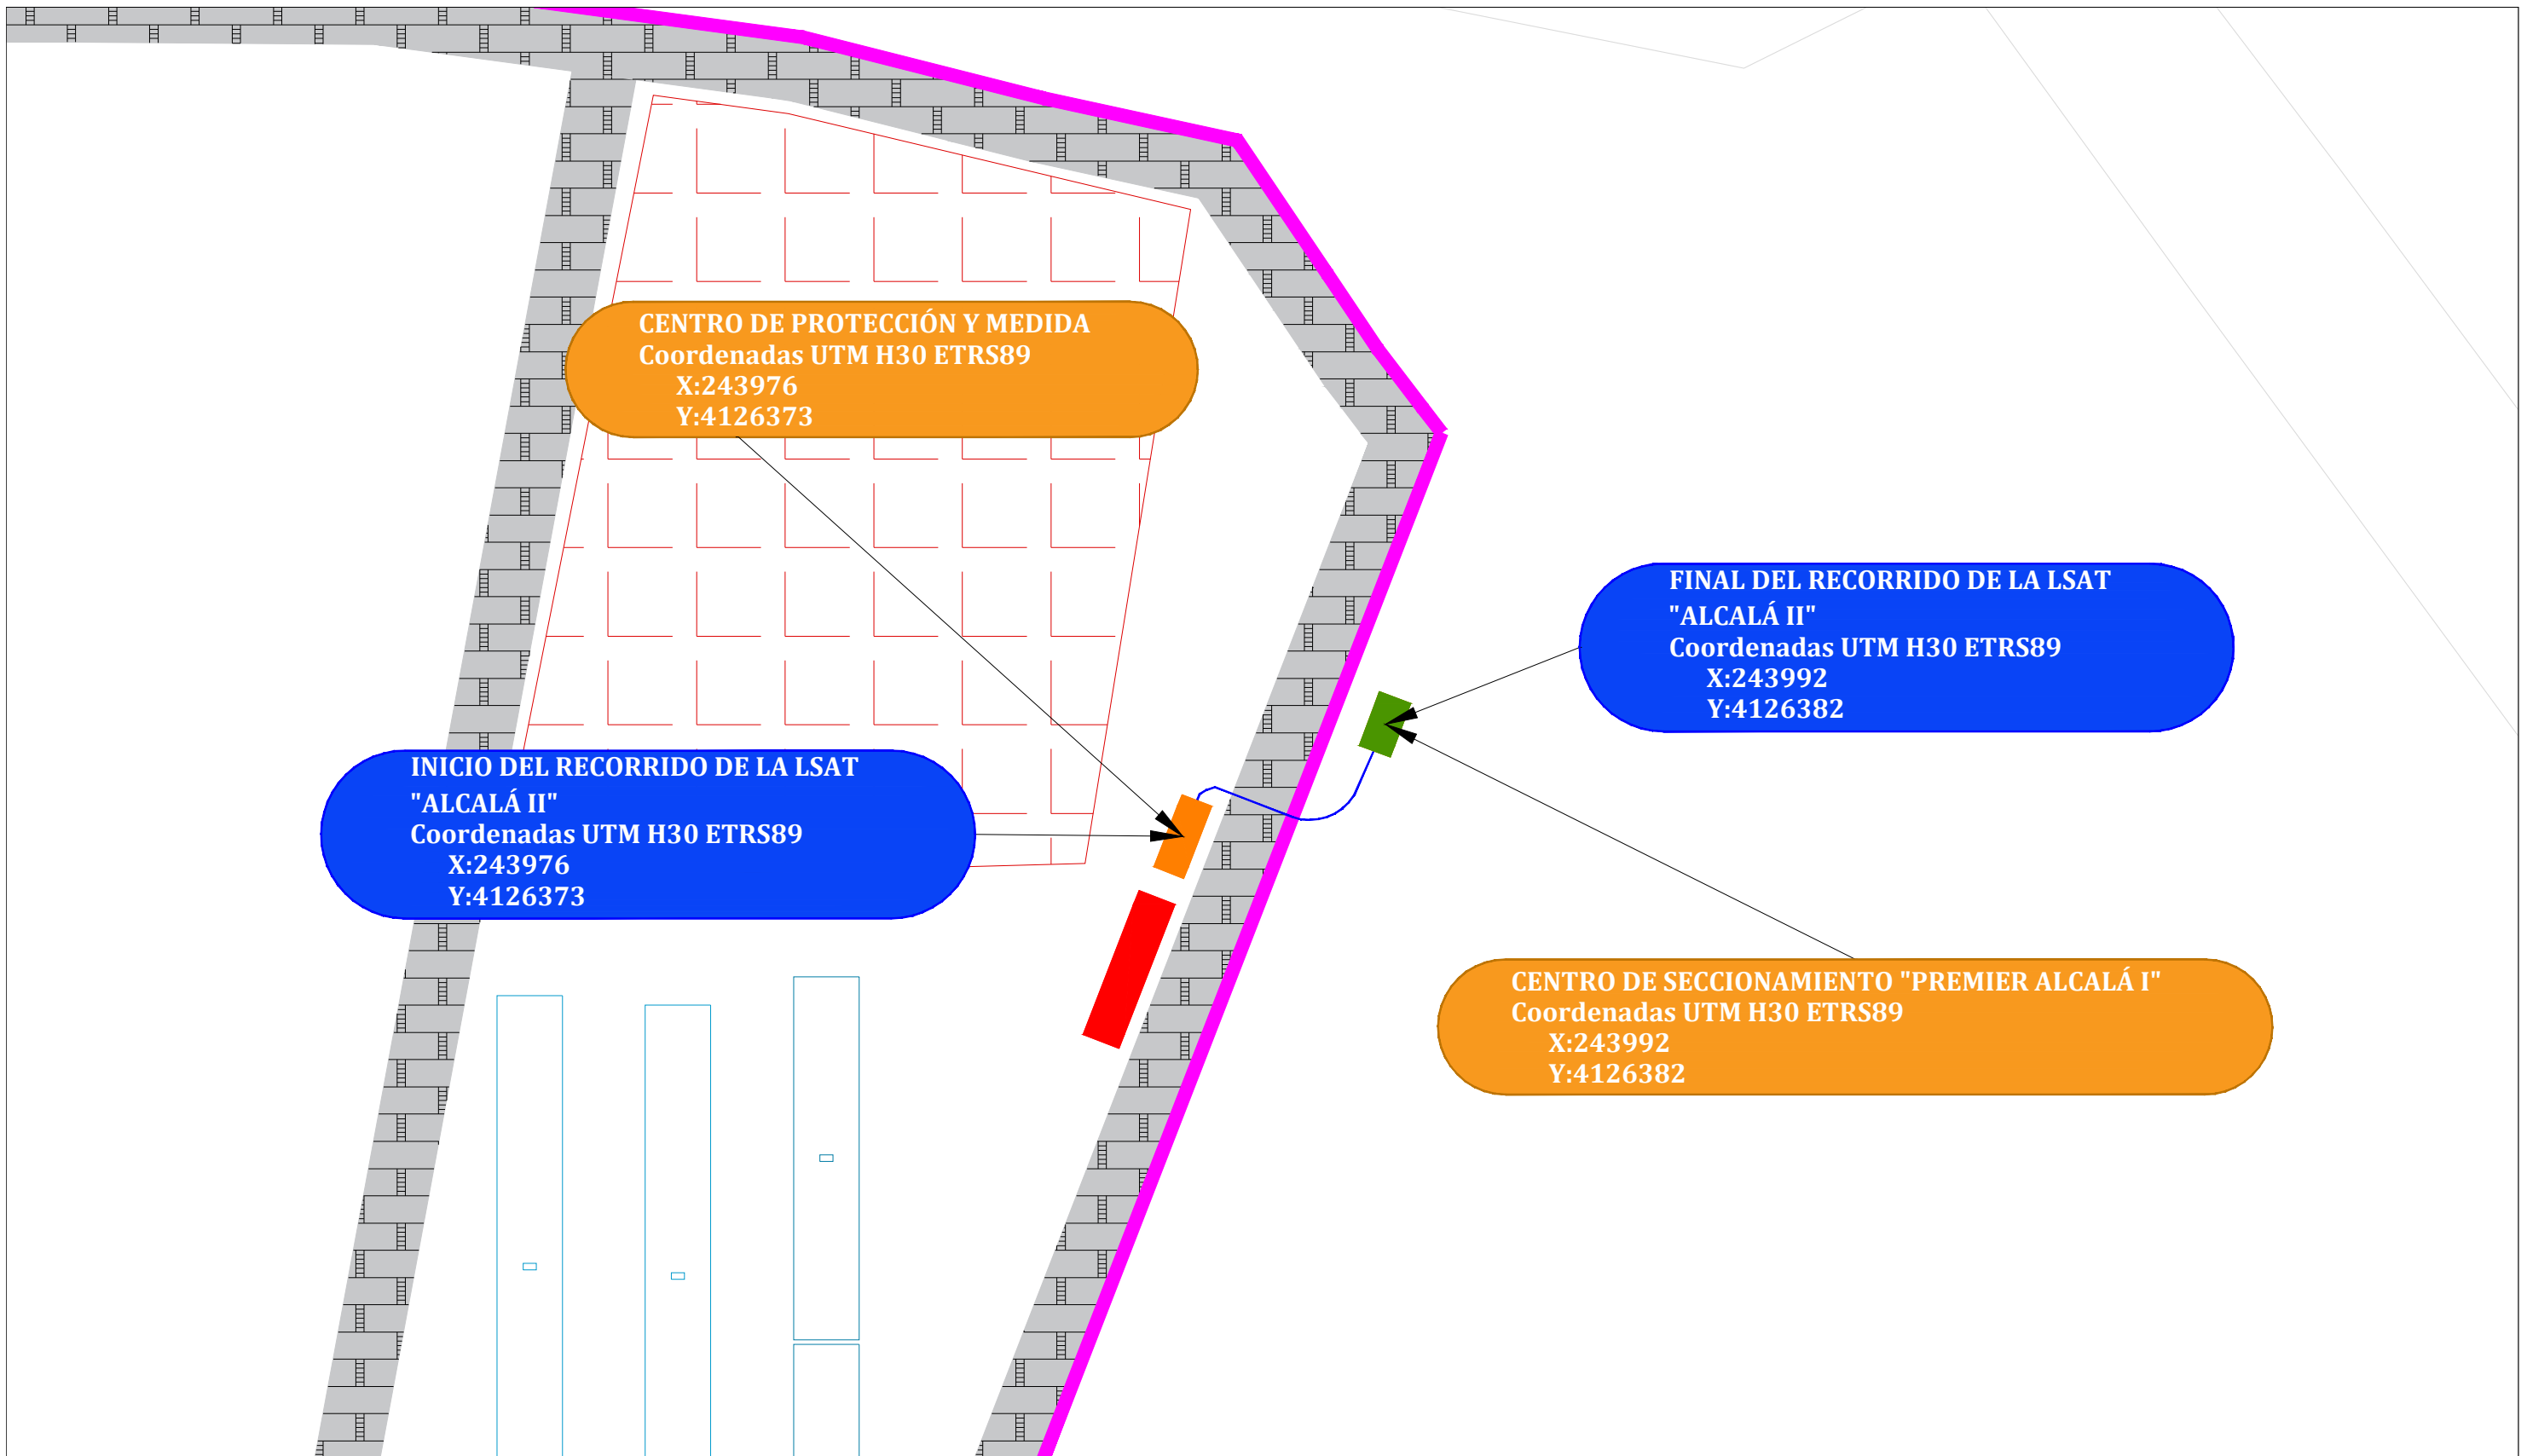 CENTRO DE PROTECCIÓN Y MEDIDA
Coordenadas UTM H30 ETRS89
X:243976
Y:4126373
FINAL DEL RECORRIDO DE LA LSAT
"ALCALÁ II"
Coordenadas UTM H30 ETRS89
X:243992
Y:4126382
INICIO DEL RECORRIDO DE LA LSAT
"ALCALÁ II"
Coordenadas UTM H30 ETRS89
X:243976
Y:4126373
CENTRO DE SECCIONAMIENTO "PREMIER ALCALÁ I"
Coordenadas UTM H30 ETRS89
X:243992
Y:4126382